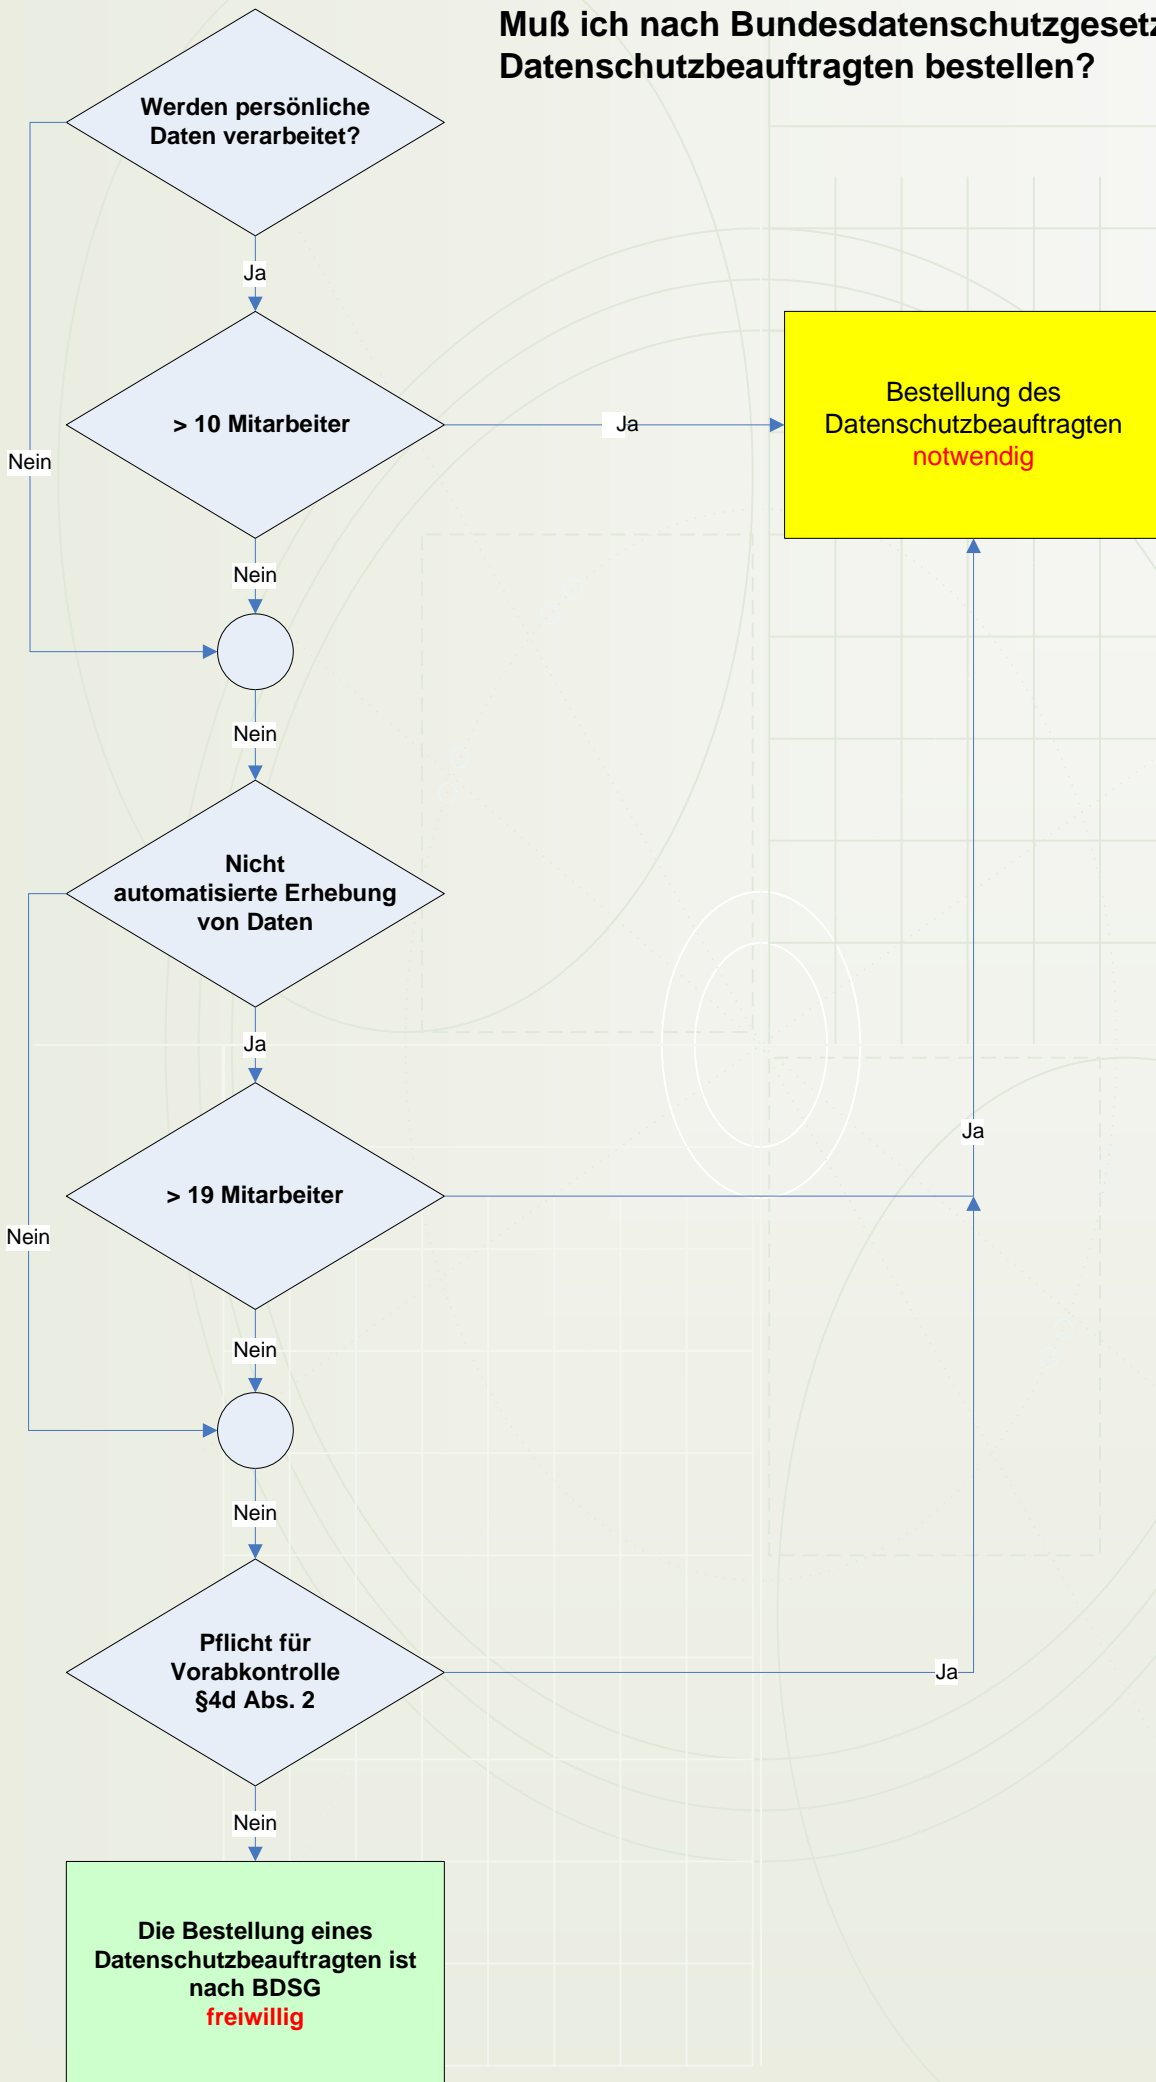 Muß ich nach Bundesdatenschutzgesetz
Datenschutzbeauftragten bestellen?
Werden persönliche
Daten verarbeitet?
Ja
> 10 Mitarbeiter
Ja
Bestellung des
Datenschutzbeauftragten
notwendig
Nein
Nein
Nein
Nicht
automatisierte Erhebung
von Daten
Ja
Ja
> 19 Mitarbeiter
Nein
Nein
Nein
Pflicht für
Vorabkontrolle
§4d Abs. 2
Ja
Nein
Die Bestellung eines
Datenschutzbeauftragten ist
nach BDSG
freiwillig